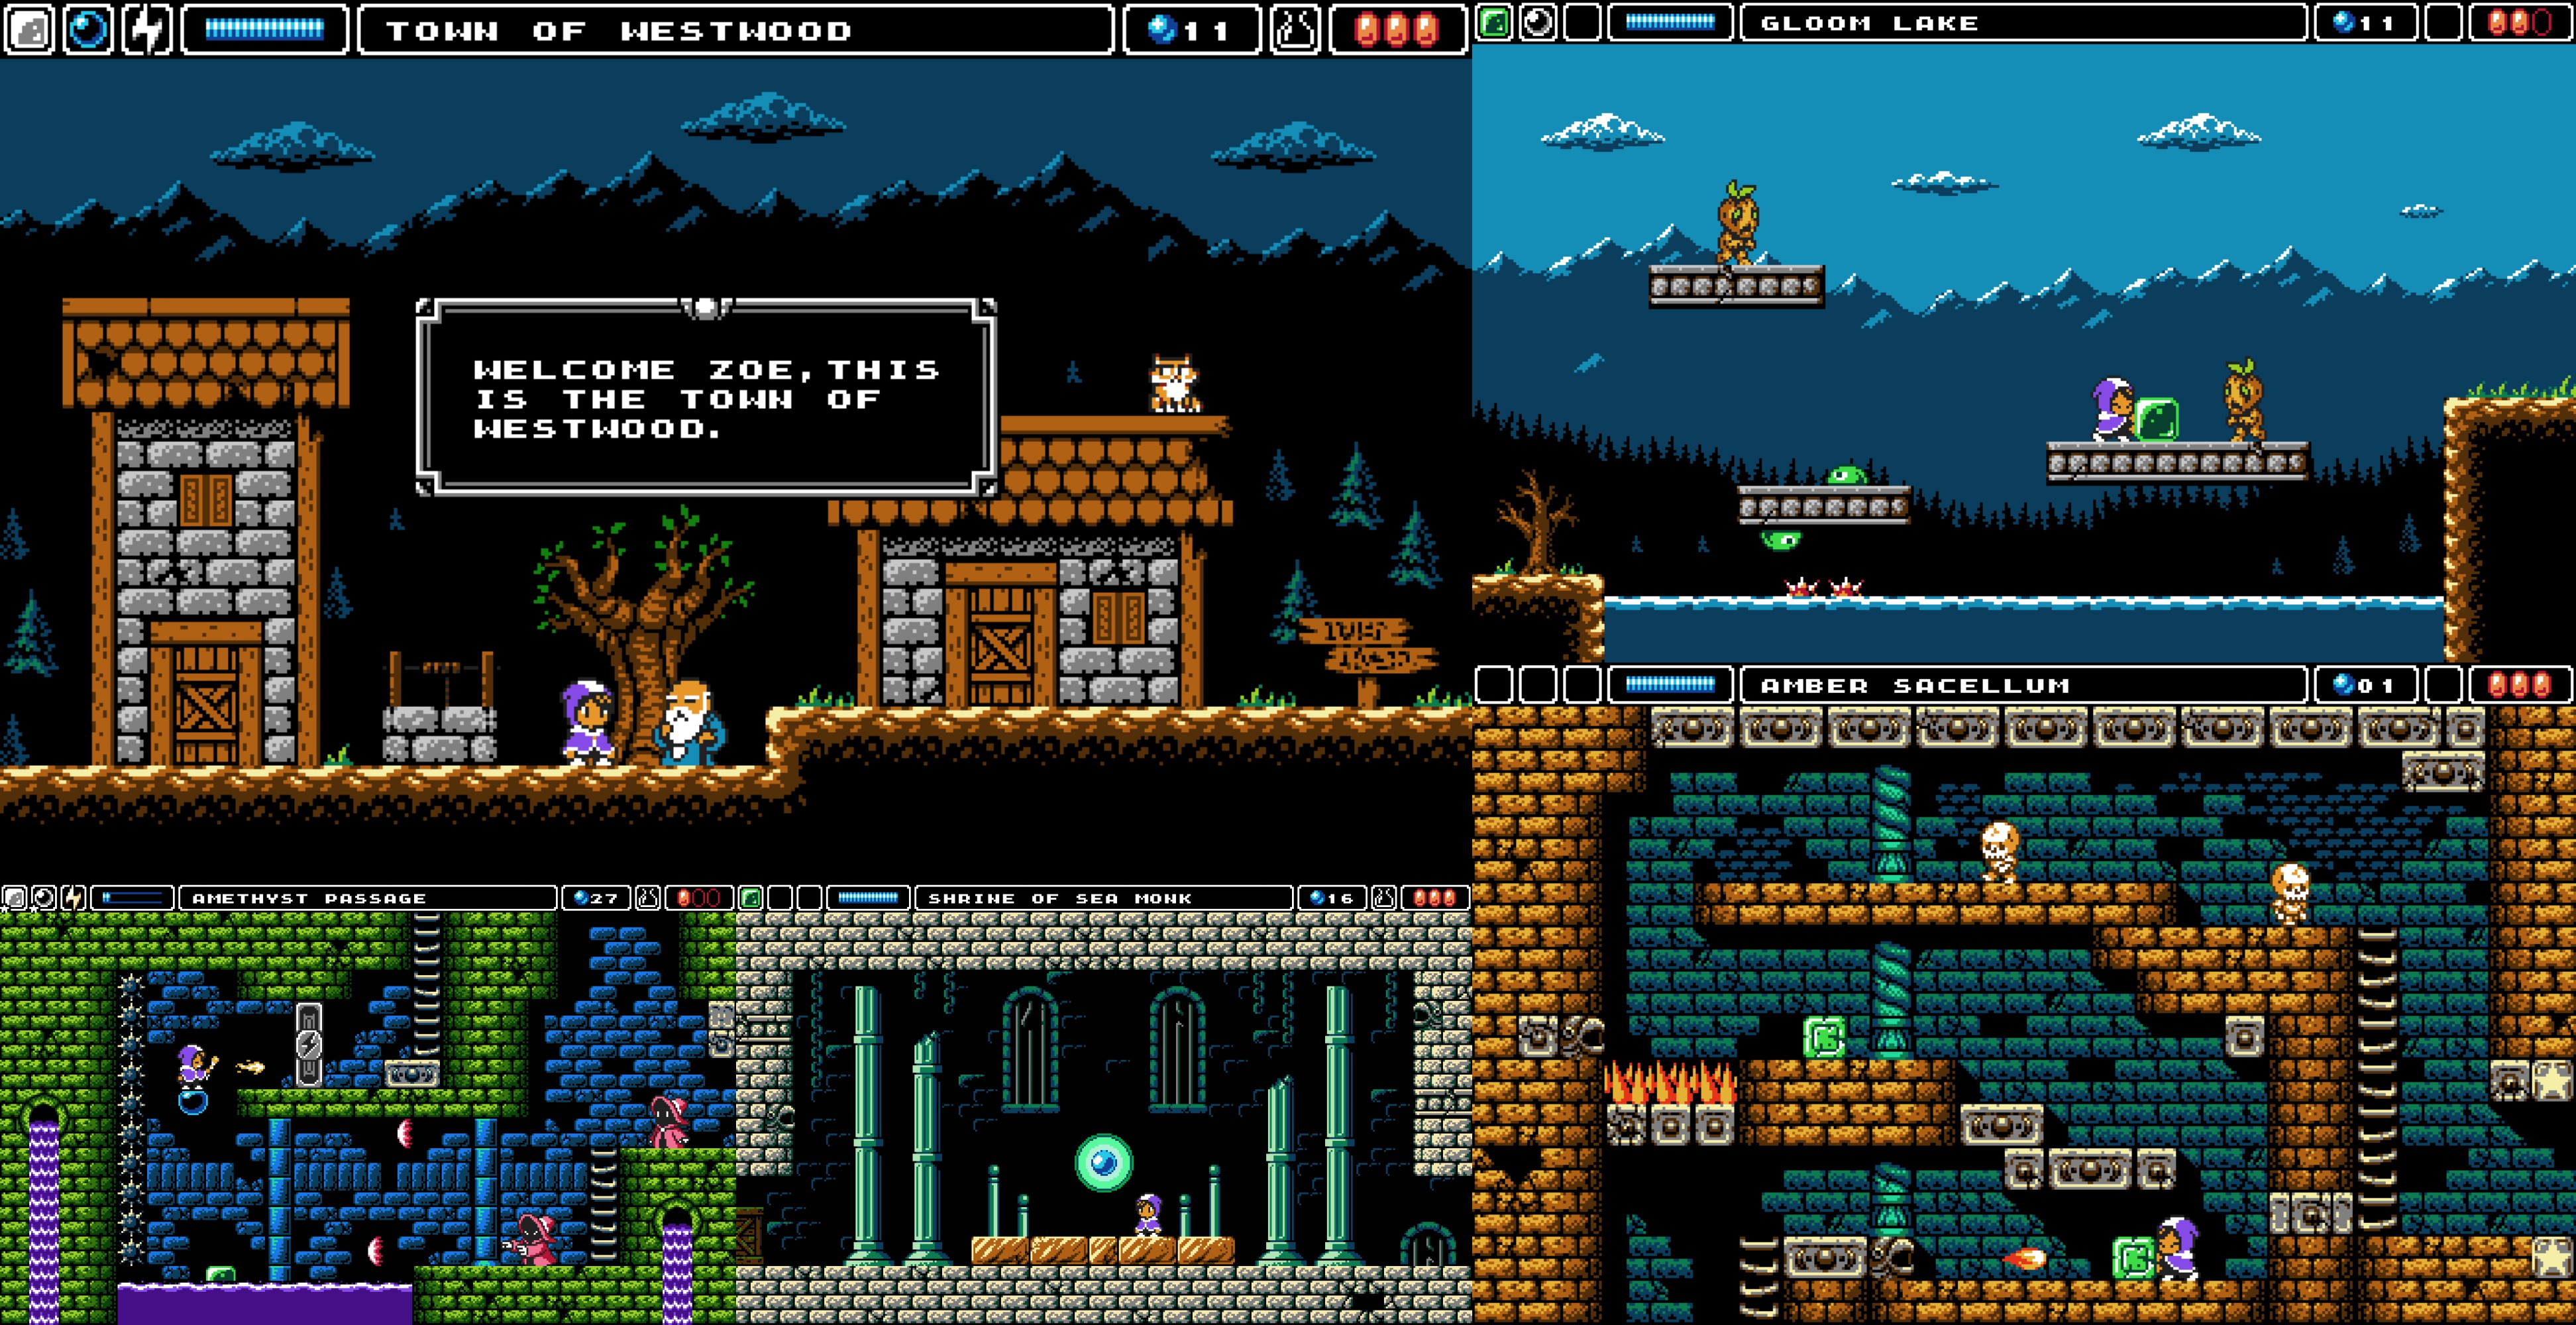 TOWN OF WESTWOOD
11
WELCOME ZOE, THIS
IS THE TOWN OF
WESTWOOD.
GLOOM LAKE
11
AMBER SACELLUM
01
AMETHYST PASSAGE
27
SHRINE OF SEA MONK
16